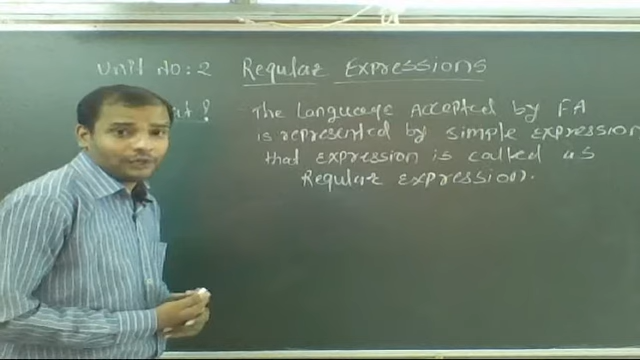 Unit No: 2 Regular Expressions
The Language Accepted by FA
is represented by simple expression
that expression is called as
Regular expression.